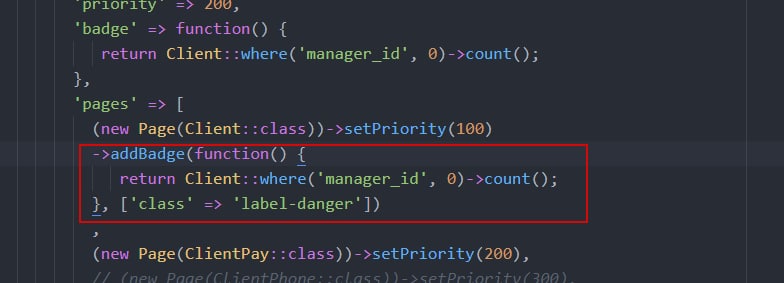 'priority' => 200,
'badge' => function() {
return Client::where('manager_id', 0)->count();
},
'pages' => [
(new Page(Client::class))->setPriority(100)
->addBadge(function() {
return Client::where('manager_id', 0)->count();
}, ['class' => 'label-danger'])
,
(new Page(ClientPay::class))->setPriority(200),
// (new Page(ClientPhone::class))->setPriority(300),